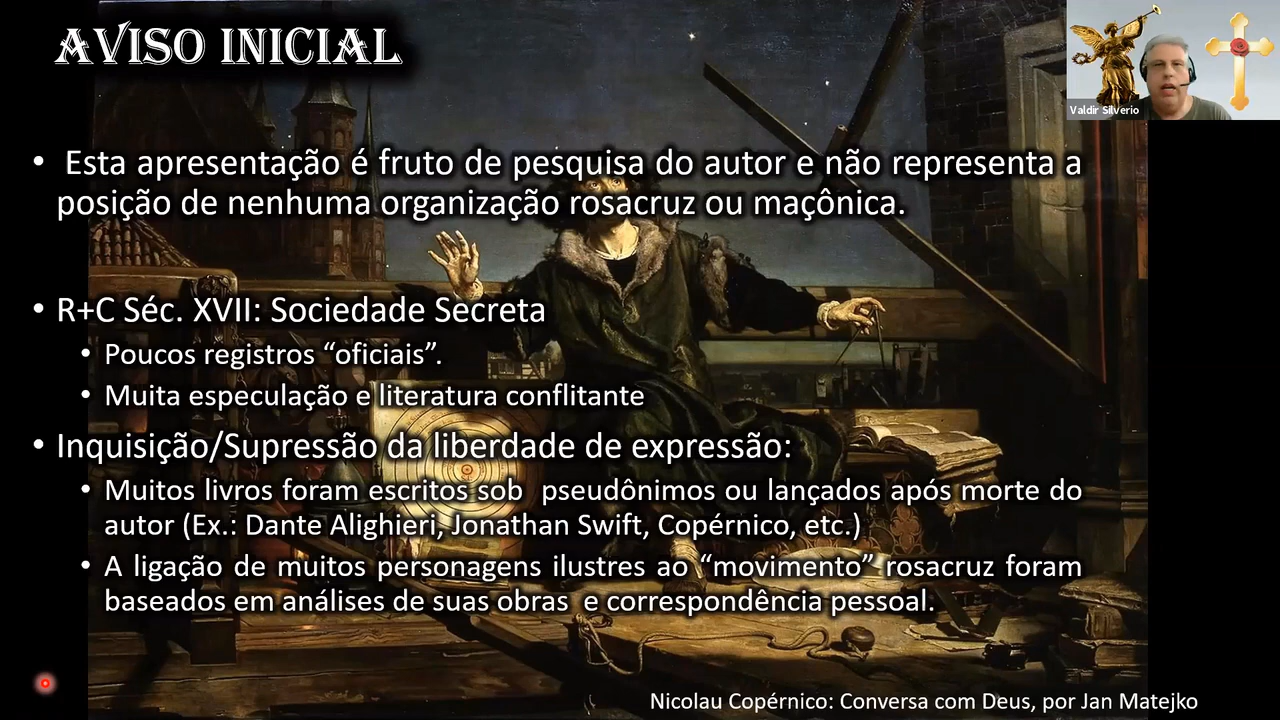 AVISO INICIAL
Valdir Silverio
• Esta apresentação é fruto de pesquisa do autor e não representa a
posição de nenhuma organização rosacruz ou maçônica.
• R+C Séc. XVII: Sociedade Secreta
• Poucos registros “oficiais”.
• Muita especulação e literatura conflitante
• Inquisição/Supressão da liberdade de expressão:
• Muitos livros foram escritos sob pseudônimos ou lançados após morte do
autor (Ex.: Dante Alighieri, Jonathan Swift, Copérnico, etc.)
• A ligação de muitos personagens ilustres ao “movimento” rosacruz foram
baseados em análises de suas obras e correspondência pessoal.
Nicolau Copérnico: Conversa com Deus, por Jan Matejko